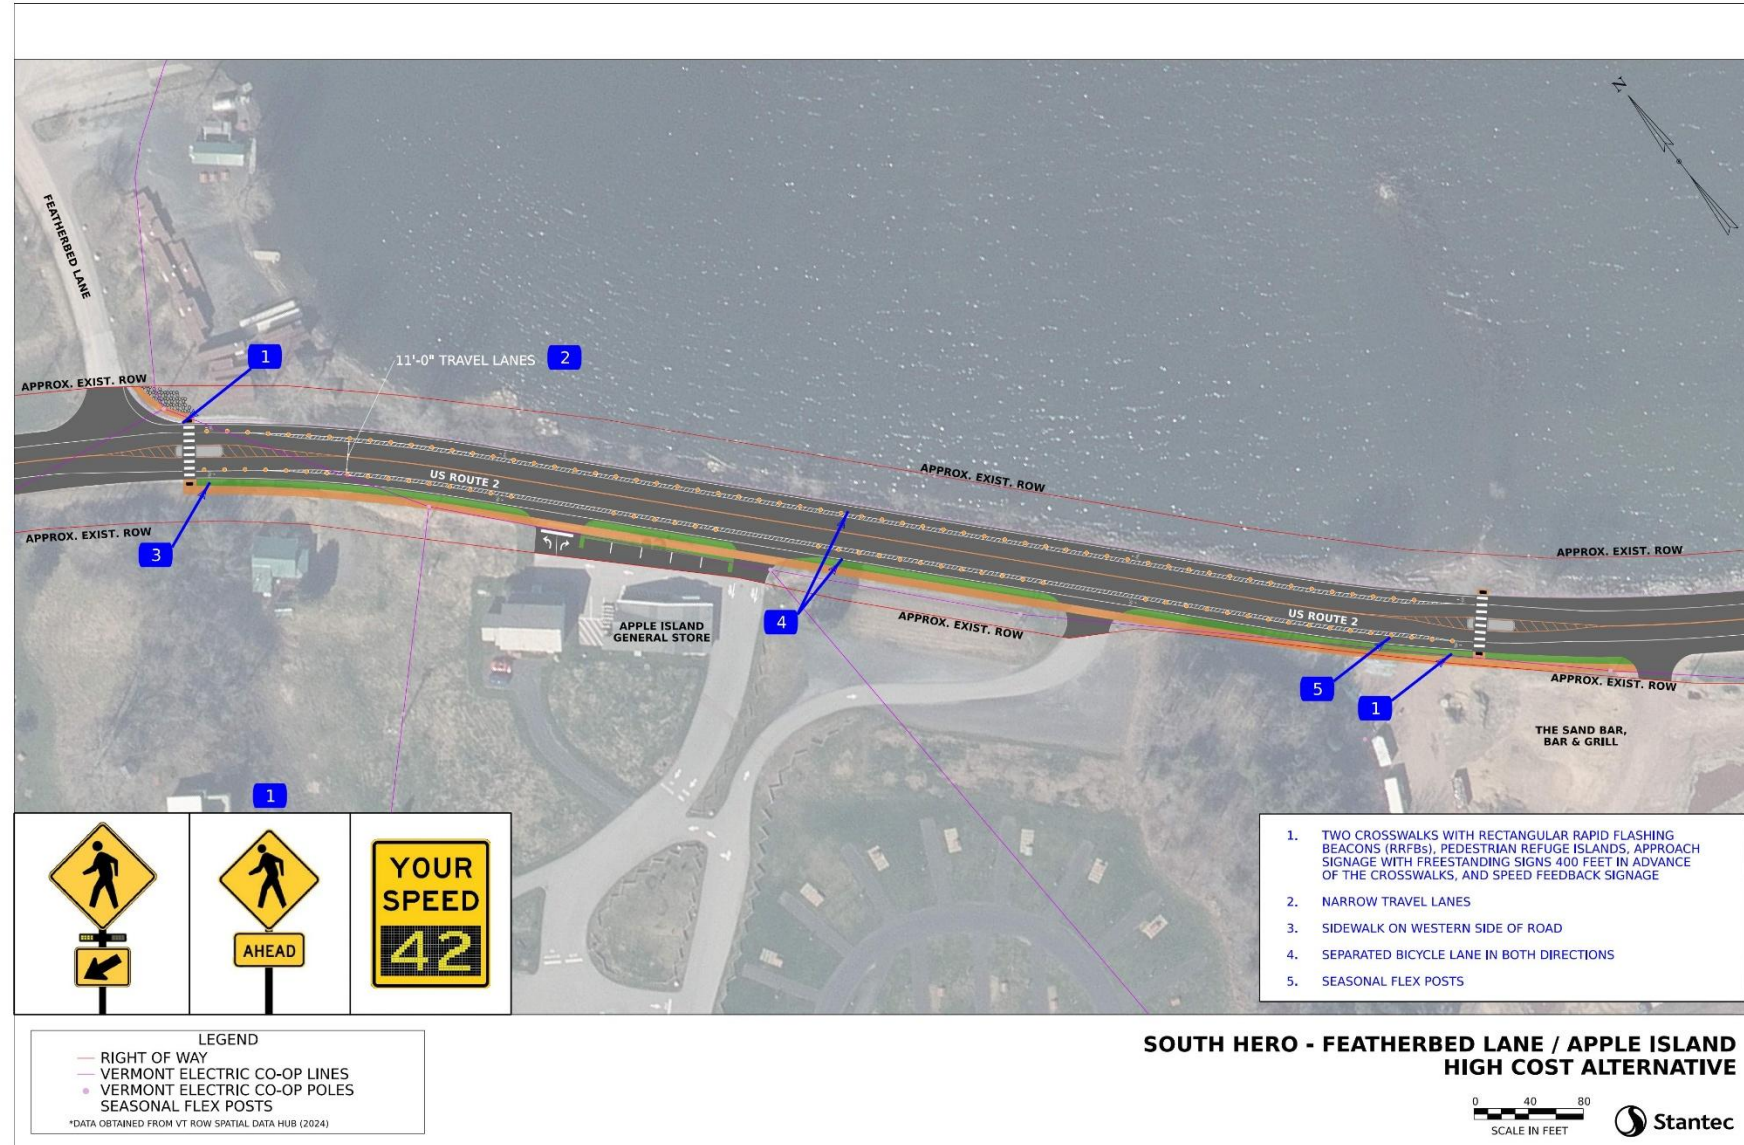 N
FEATHERBED LANE
1
11'-0" TRAVEL LANES
2
APPROX. EXIST. ROW
US ROUTE 2
APPROX. EXIST. ROW
APPROX. EXIST. ROW
APPROX. EXIST. ROW
3
US ROUTE 2
4
APPLE ISLAND
GENERAL STORE
APPROX. EXIST. ROW
5
1
APPROX. EXIST. ROW
THE SAND BAR,
BAR & GRILL
1
AHEAD
YOUR
SPEED
42
1. TWO CROSSWALKS WITH RECTANGULAR RAPID FLASHING
BEACONS (RRFBs), PEDESTRIAN REFUGE ISLANDS, APPROACH
SIGNAGE WITH FREESTANDING SIGNS 400 FEET IN ADVANCE
OF THE CROSSWALKS, AND SPEED FEEDBACK SIGNAGE
2. NARROW TRAVEL LANES
3. SIDEWALK ON WESTERN SIDE OF ROAD
4. SEPARATED BICYCLE LANE IN BOTH DIRECTIONS
5. SEASONAL FLEX POSTS
LEGEND
RIGHT OF WAY
VERMONT ELECTRIC CO-OP LINES
VERMONT ELECTRIC CO-OP POLES
SEASONAL FLEX POSTS
*DATA OBTAINED FROM VT ROW SPATIAL DATA HUB (2024)
SOUTH HERO - FEATHERBED LANE / APPLE ISLAND
HIGH COST ALTERNATIVE
0 40 80
SCALE IN FEET
Stantec